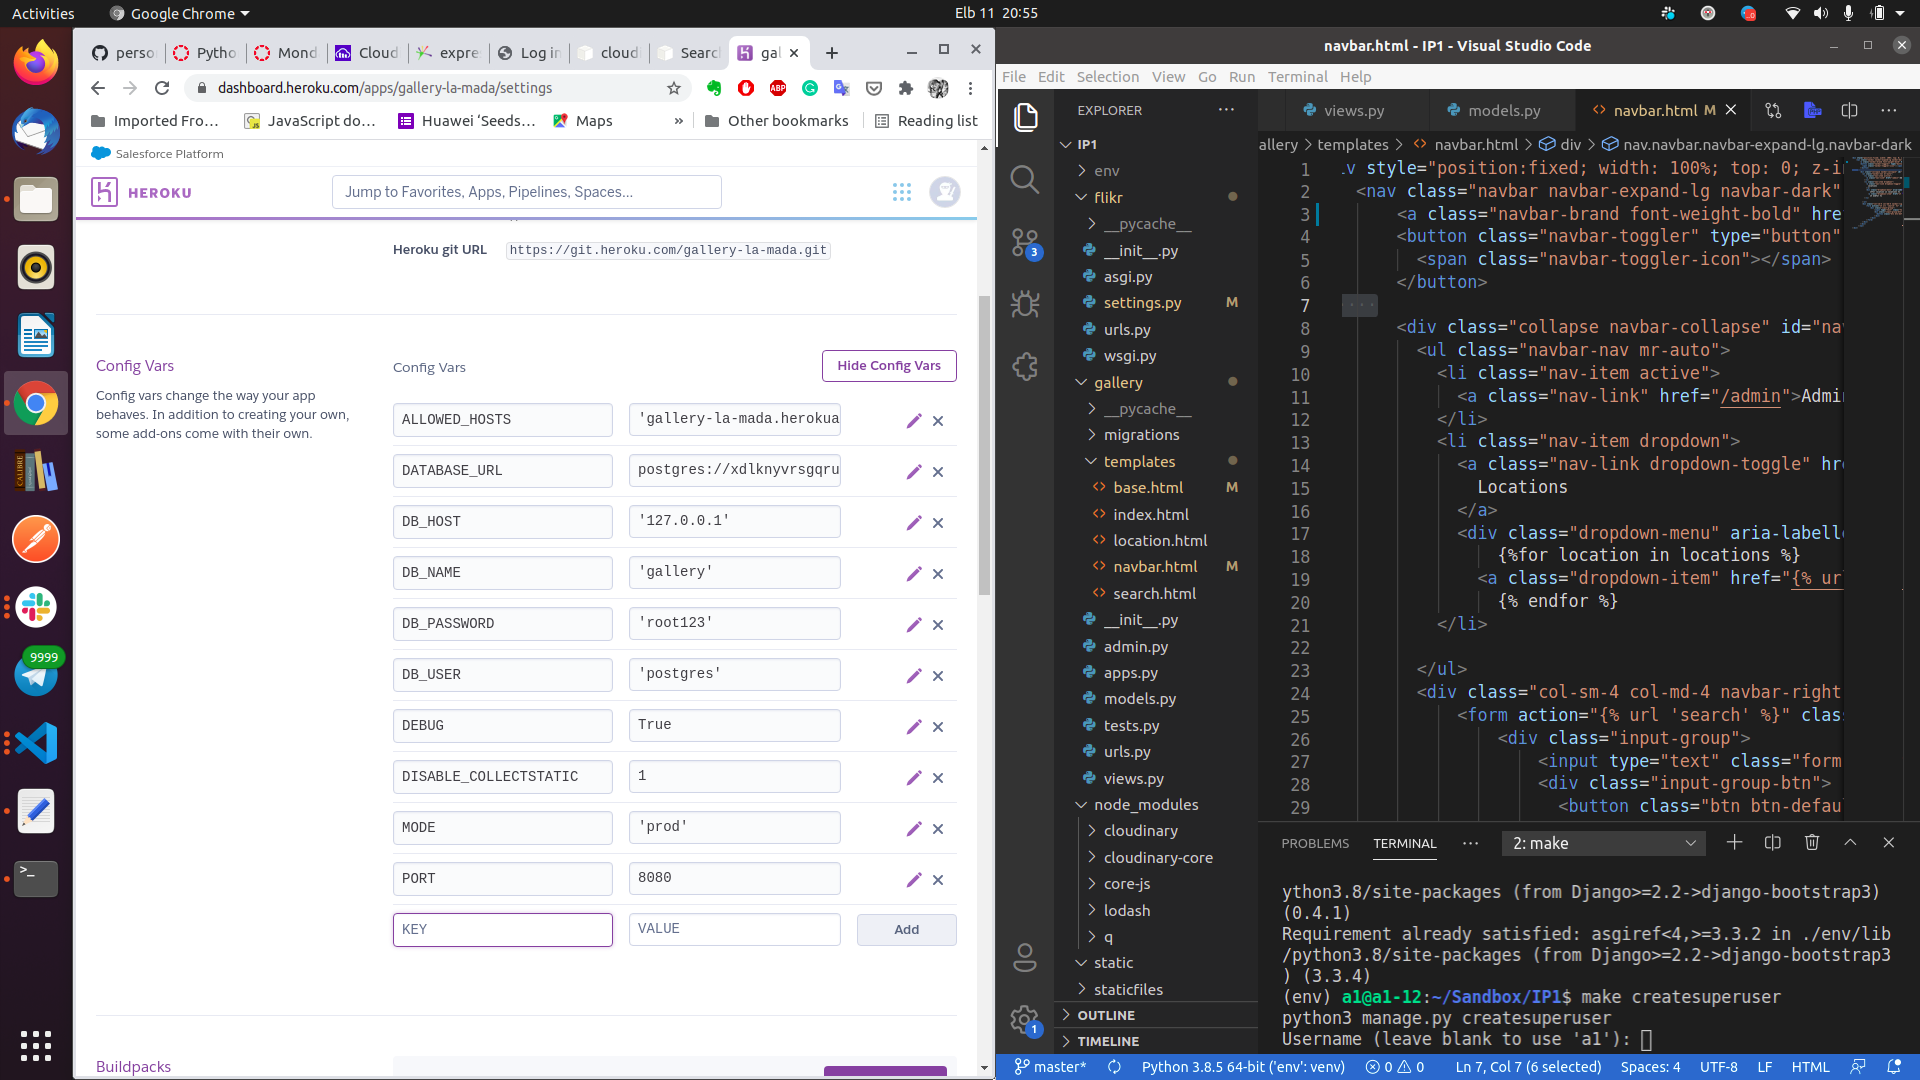 Activities
Google Chrome
Elb 11 20:55
perso
Pytho
Mond
Cloud
expre
Log in
cloudi
Search
gal
dashboard.heroku.com/apps/gallery-la-mada/settings
Imported Fro…
JavaScript do…
Huawei ‘Seeds…
Maps
»
Other bookmarks
Reading list
Salesforce Platform
HEROKU
Jump to Favorites, Apps, Pipelines, Spaces...
Heroku git URL
https://git.heroku.com/gallery-la-mada.git
Config Vars
Config vars change the way your app
behaves. In addition to creating your own,
some add-ons come with their own.
Config Vars
Hide Config Vars
ALLOWED_HOSTS
'gallery-la-mada.herokua
DATABASE_URL
postgres://xdlknyvrsgqru
DB_HOST
'127.0.0.1'
DB_NAME
'gallery'
DB_PASSWORD
'root123'
DB_USER
'postgres'
DEBUG
True
DISABLE_COLLECTSTATIC
1
MODE
'prod'
PORT
8080
KEY
VALUE
Add
Buildpacks
9999
navbar.html - IP1 - Visual Studio Code
File Edit Selection View Go Run Terminal Help
EXPLORER
IP1
env
flikr
__pycache__
__init__.py
asgi.py
settings.py M
urls.py
wsgi.py
gallery
__pycache__
migrations
templates
base.html M
index.html
location.html
navbar.html M
search.html
__init__.py
admin.py
apps.py
models.py
tests.py
urls.py
views.py
node_modules
cloudinary
cloudinary-core
core-js
lodash
q
static
staticfiles
OUTLINE
TIMELINE
3
1
views.py
models.py
navbar.html M
allery > templates > navbar.html > div > nav.navbar.navbar-expand-lg.navbar-dark
1 v style="position:fixed; width: 100%; top: 0; z-in
2 <nav class="navbar navbar-expand-lg navbar-dark"
3 <a class="navbar-brand font-weight-bold" hre
4 <button class="navbar-toggler" type="button"
5 <span class="navbar-toggler-icon"></span>
6 </button>
7
8 <div class="collapse navbar-collapse" id="nav
9 <ul class="navbar-nav mr-auto">
10 <li class="nav-item active">
11 <a class="nav-link" href="/admin">Admi
12 </li>
13 <li class="nav-item dropdown">
14 <a class="nav-link dropdown-toggle" hre
15 Locations
16 </a>
17 <div class="dropdown-menu" aria-labelle
18 {%for location in locations %}
19 <a class="dropdown-item" href="{% url
20 {% endfor %}
21 </li>
22
23 </ul>
24 <div class="col-sm-4 col-md-4 navbar-right
25 <form action="{% url 'search' %}" clas
26 <div class="input-group">
27 <input type="text" class="form
28 <div class="input-group-btn">
29 <button class="btn btn-defau
PROBLEMS
TERMINAL
2: make
ython3.8/site-packages (from Django>=2.2->django-bootstrap3)
(0.4.1)
Requirement already satisfied: asgiref<4,>=3.3.2 in ./env/lib
/python3.8/site-packages (from Django>=2.2->django-bootstrap3
) (3.3.4)
(env) a1@a1-12:~/Sandbox/IP1$ make createsuperuser
python3 manage.py createsuperuser
Username (leave blank to use 'a1'):
master*
Python 3.8.5 64-bit ('env': venv)
0
0
Ln 7, Col 7 (6 selected)
Spaces: 4
UTF-8
LF
HTML